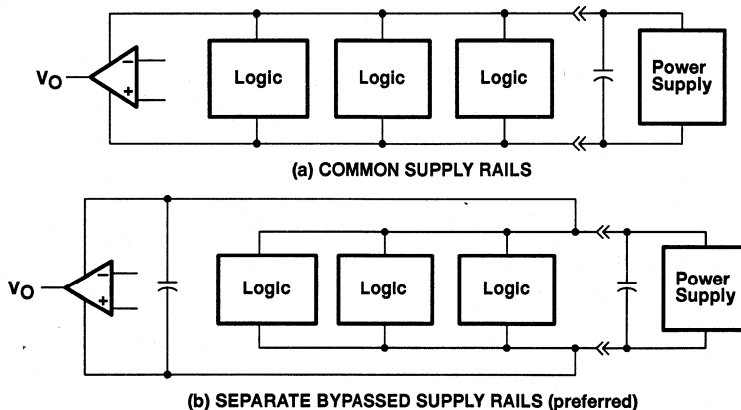 Vo
−
+
Logic
Logic
Logic
Power
Supply
(a) COMMON SUPPLY RAILS
Vo
−
+
Logic
Logic
Logic
Power
Supply
(b) SEPARATE BYPASSED SUPPLY RAILS (preferred)